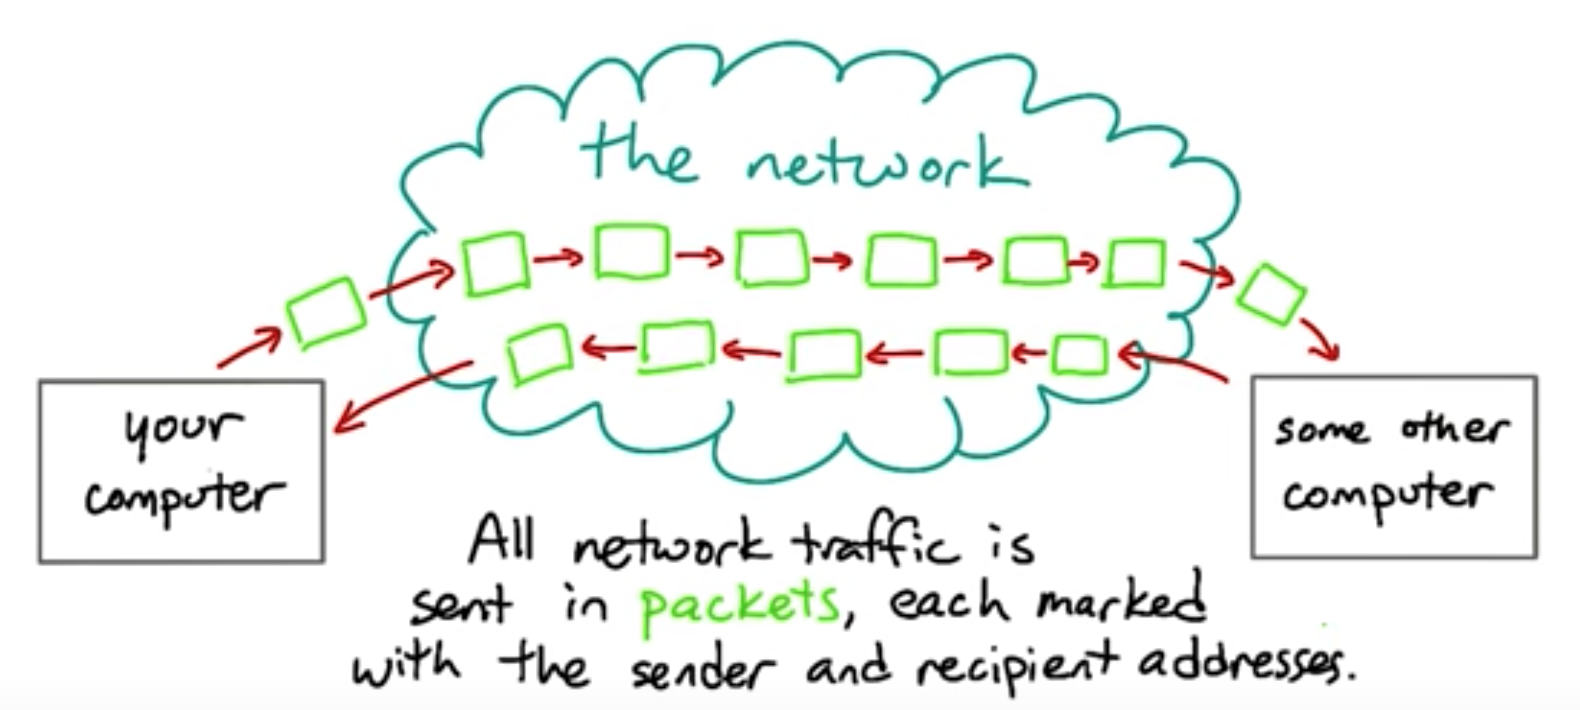 the network
your
computer
some other
computer
All network traffic is
sent in packets, each marked
with the sender and recipient addresses.